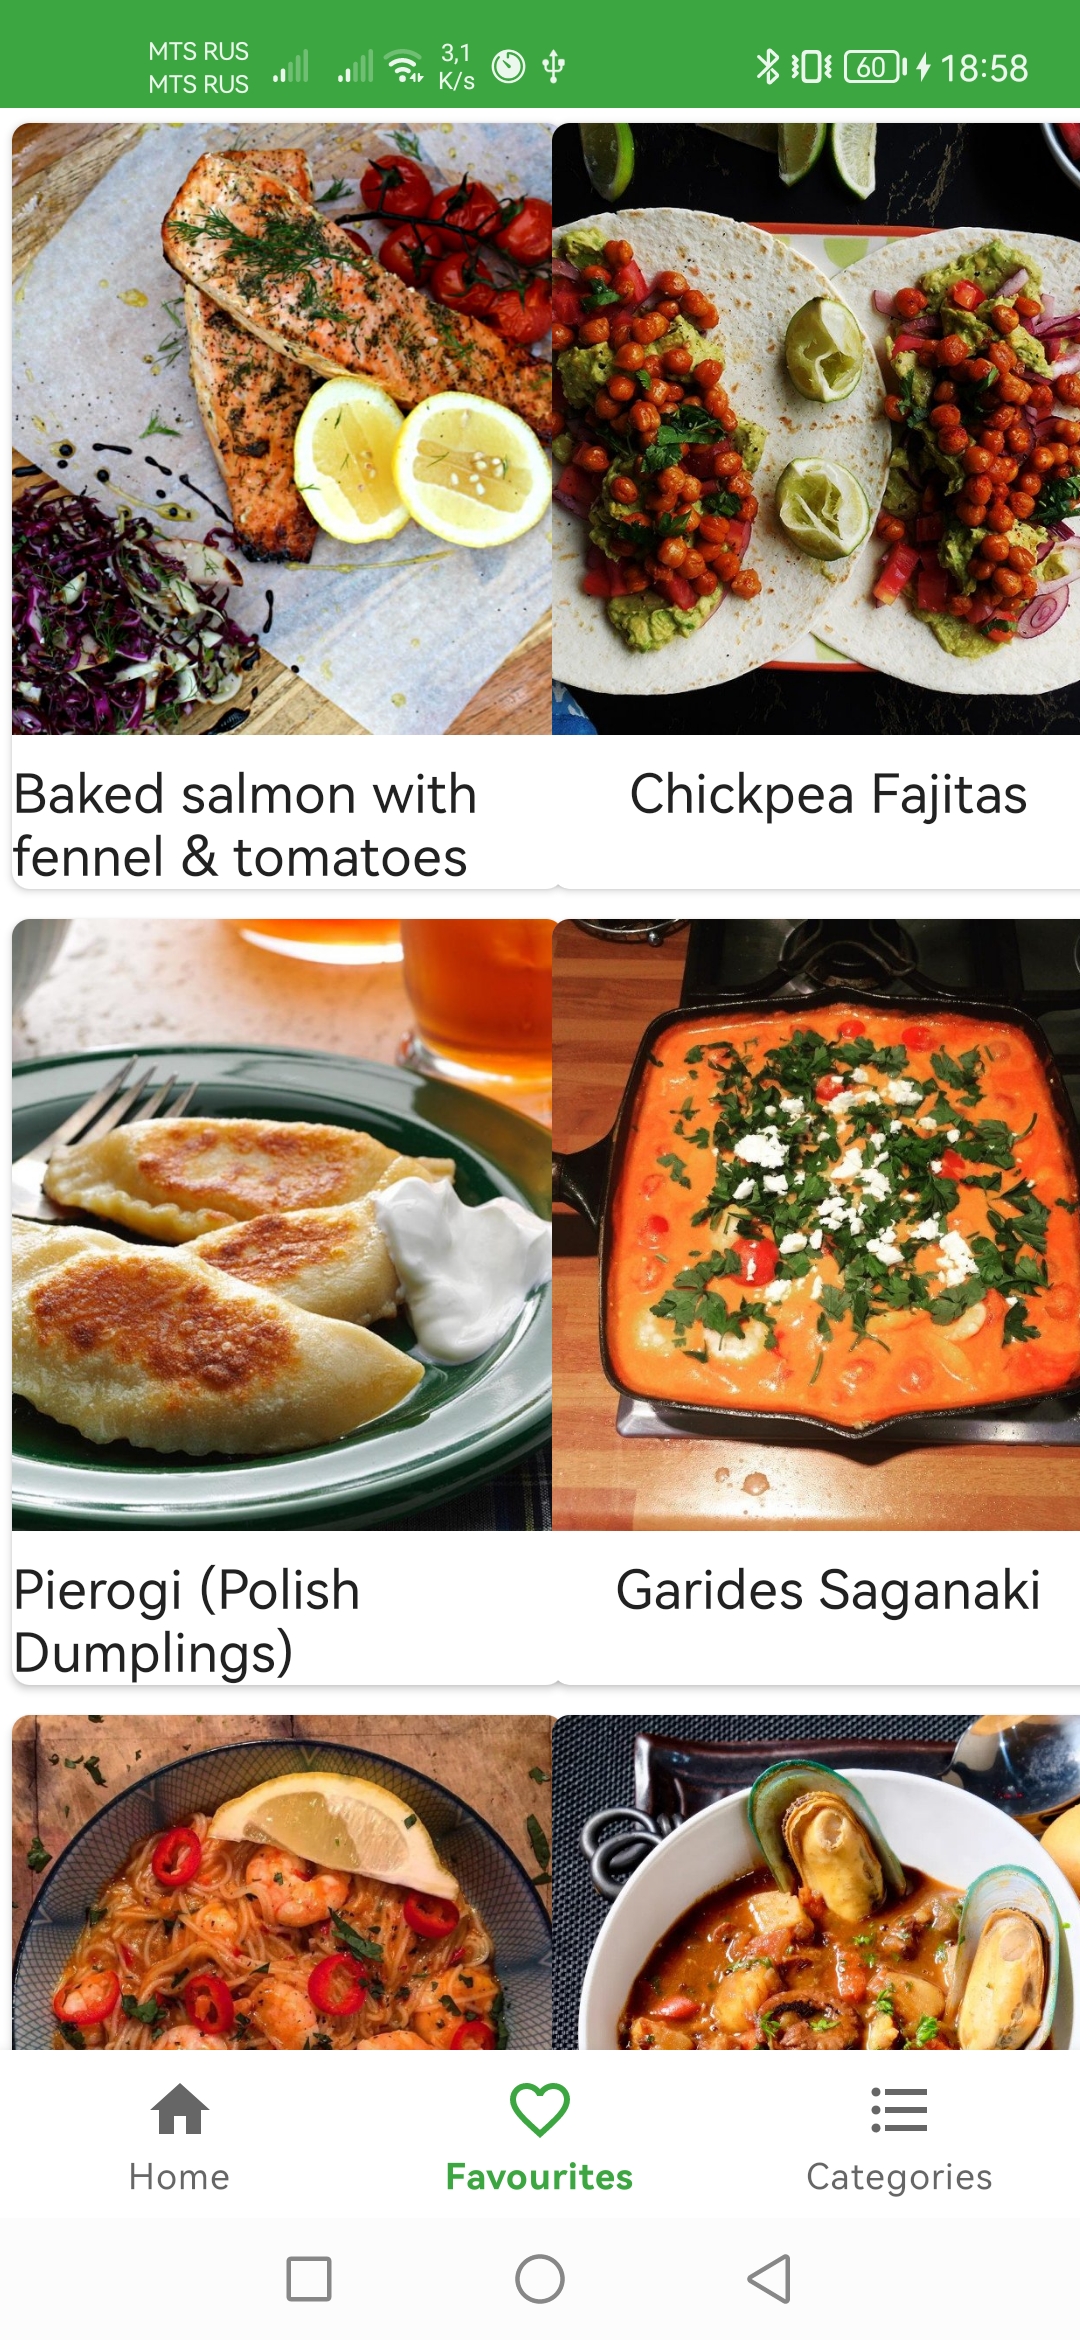 MTS RUS
MTS RUS
3,1
K/s
60
18:58
Baked salmon with
fennel & tomatoes
Chickpea Fajitas
Pierogi (Polish
Dumplings)
Garides Saganaki
Home
Favourites
Categories